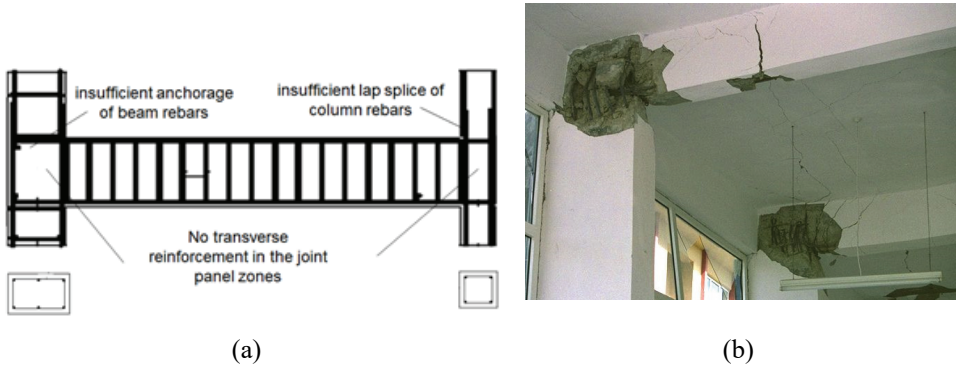 insufficient anchorage
of beam rebars
insufficient lap splice of
column rebars
No transverse
reinforcement in the joint
panel zones
(a)
(b)